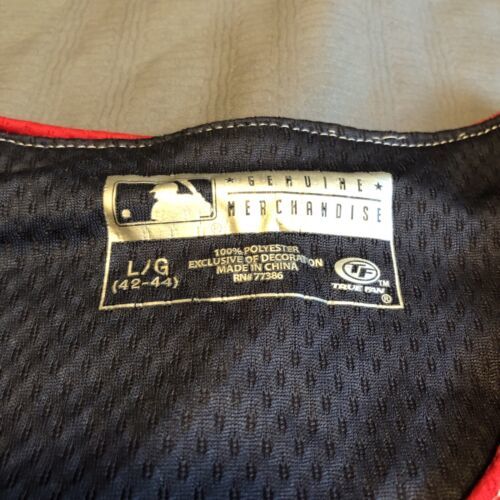 GENUINE
MERCHANDISE
L/G
(42-44)
100% POLYESTER
EXCLUSIVE OF DECORATION
MADE IN CHINA
RN# 77386
TF
TM
TRUE FAN
®